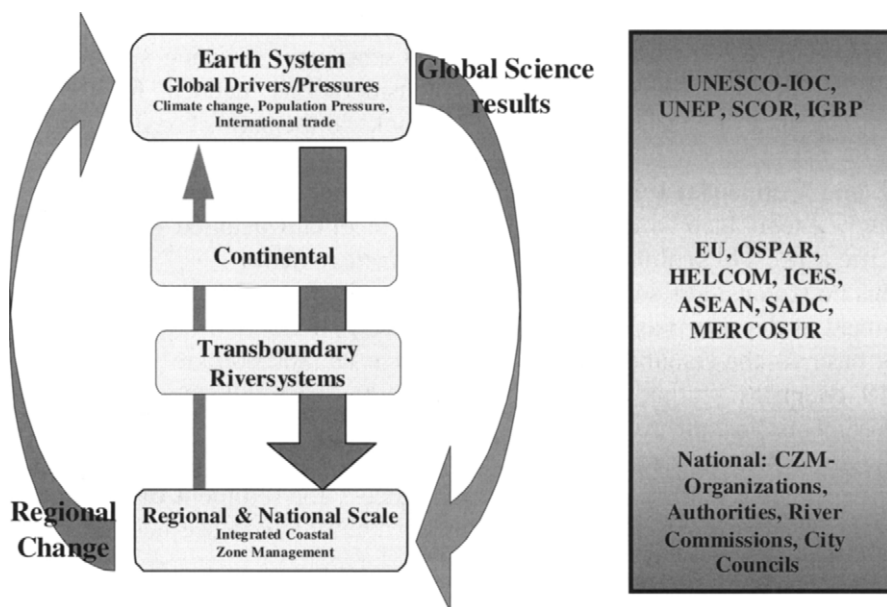 Earth System
Global Drivers/Pressures
Climate change, Population Pressure,
International trade
Global Science
results
Continental
Transboundary
Riversystems
Regional & National Scale
Integrated Coastal
Zone Management
Regional
Change
UNESCO-IOC,
UNEP, SCOR, IGBP
EU, OSPAR,
HELCOM, ICES,
ASEAN, SADC,
MERCOSUR
National: CZM-
Organizations,
Authorities, River
Commissions, City
Councils